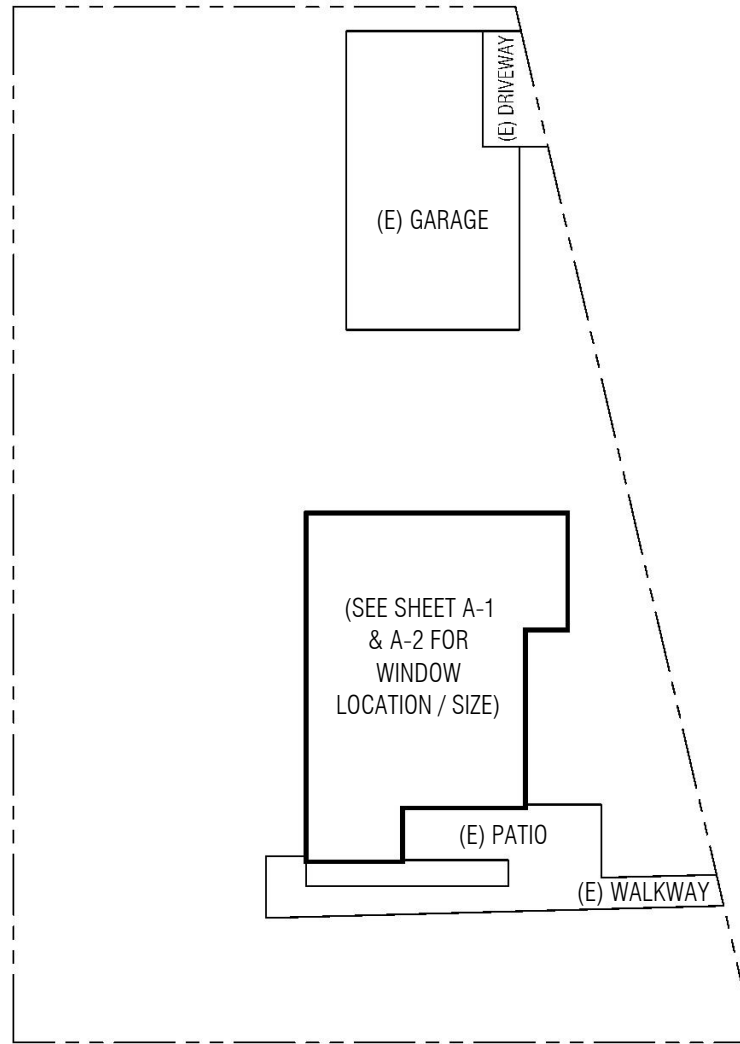 (E) DRIVEWAY
(E) GARAGE
(SEE SHEET A-1
& A-2 FOR
WINDOW
LOCATION / SIZE)
(E) PATIO
(E) WALKWAY